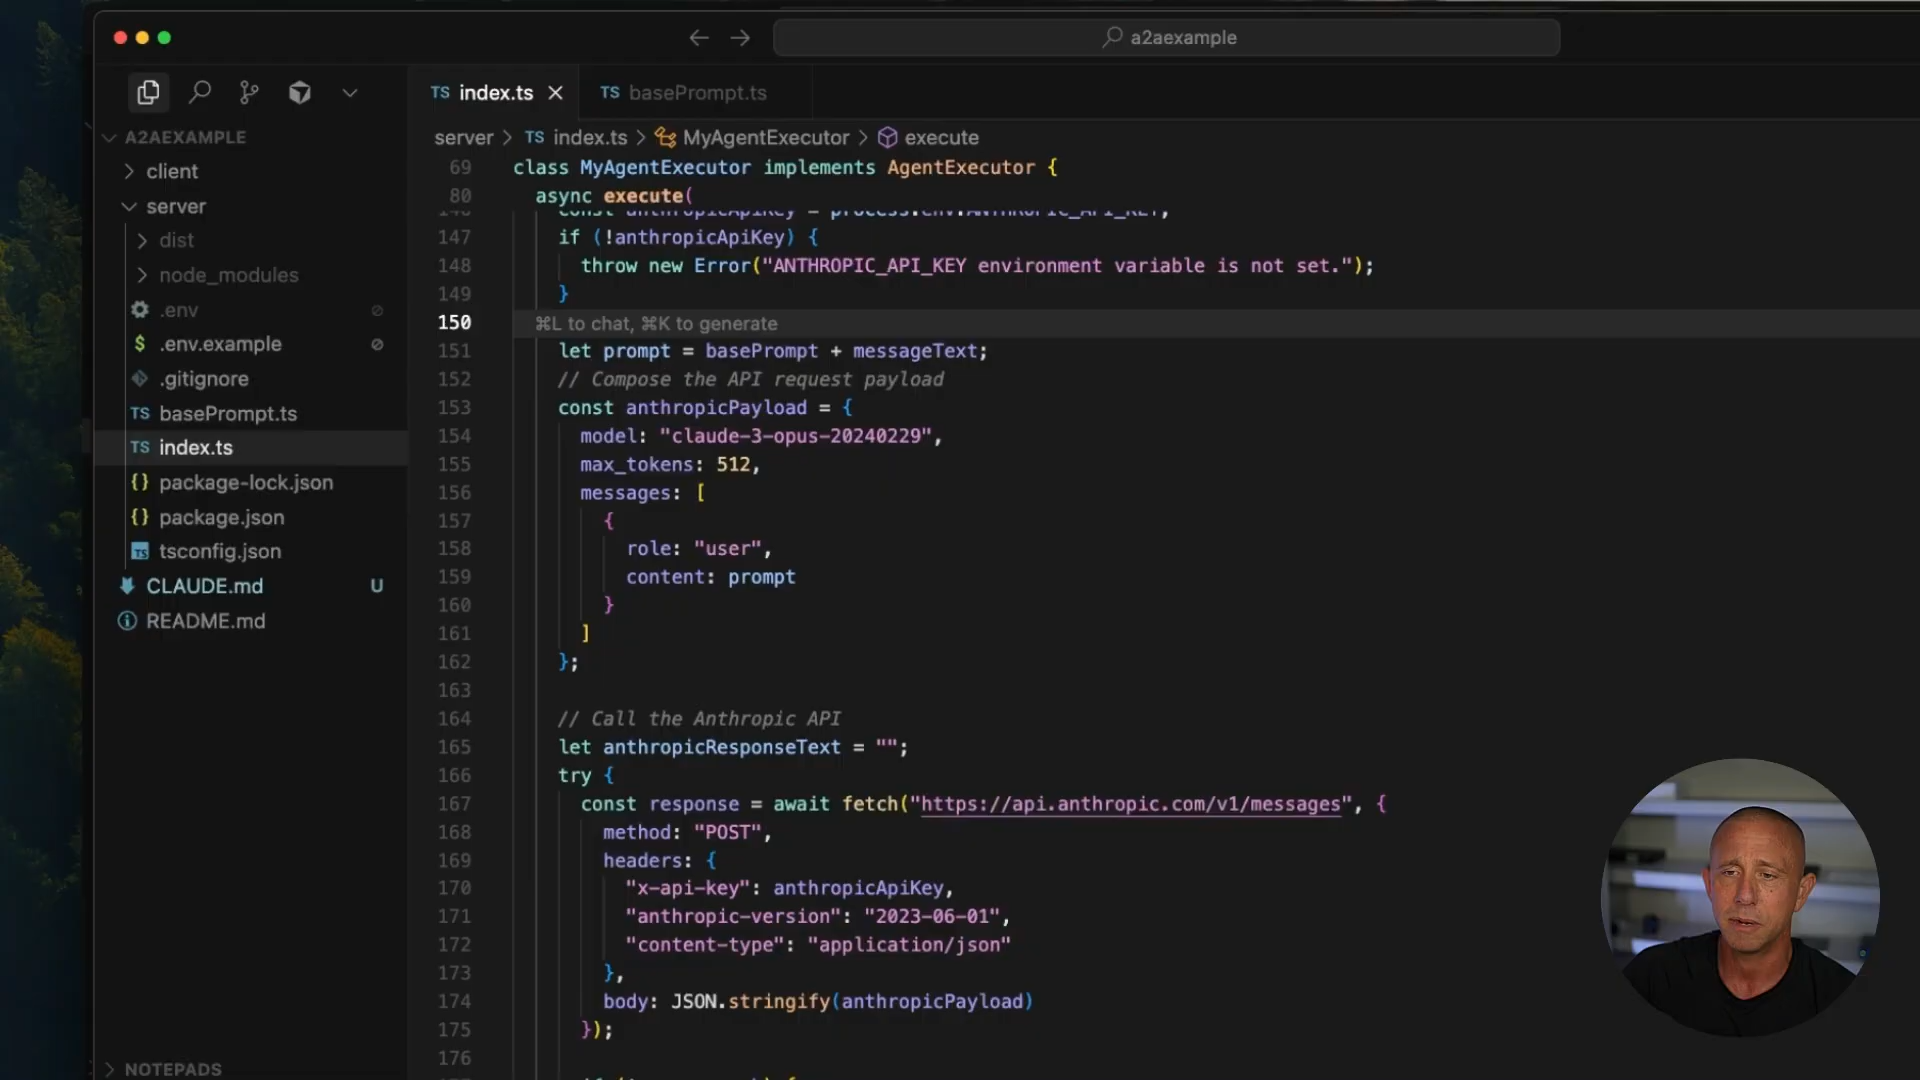 a2aexample
TS index.ts
TS basePrompt.ts
A2AEXAMPLE
client
server
dist
node_modules
.env
$ .env.example
.gitignore
TS basePrompt.ts
TS index.ts
{} package-lock.json
{} package.json
TS tsconfig.json
CLAUDE.md U
README.md
NOTEPADS
server > TS index.ts > MyAgentExecutor > execute
69 class MyAgentExecutor implements AgentExecutor {
80 async execute(
146 const anthropicApiKey = process.env.ANTHROPIC_API_KEY;
147 if (!anthropicApiKey) {
148 throw new Error("ANTHROPIC_API_KEY environment variable is not set.");
149 }
150 ⌘L to chat, ⌘K to generate
151 let prompt = basePrompt + messageText;
152 // Compose the API request payload
153 const anthropicPayload = {
154 model: "claude-3-opus-20240229",
155 max_tokens: 512,
156 messages: [
157 {
158 role: "user",
159 content: prompt
160 }
161 ]
162 };
163
164 // Call the Anthropic API
165 let anthropicResponseText = "";
166 try {
167 const response = await fetch("https://api.anthropic.com/v1/messages", {
168 method: "POST",
169 headers: {
170 "x-api-key": anthropicApiKey,
171 "anthropic-version": "2023-06-01",
172 "content-type": "application/json"
173 },
174 body: JSON.stringify(anthropicPayload)
175 });
176